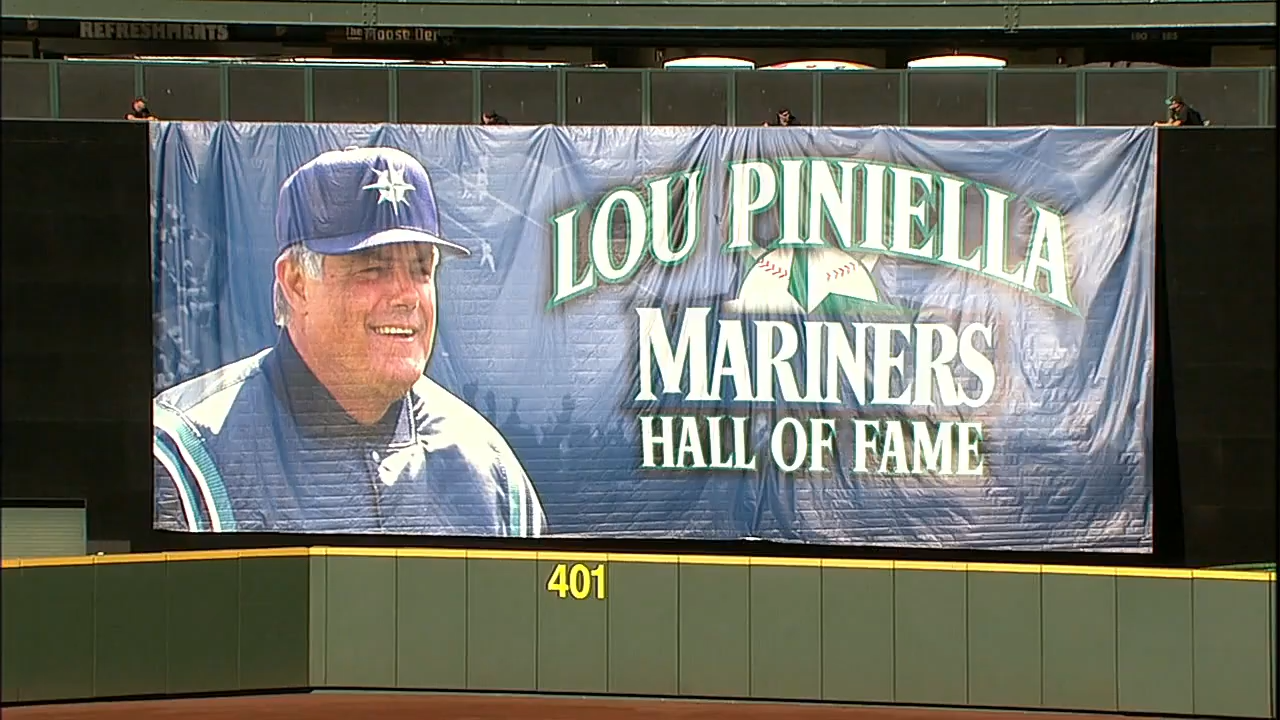 REFRESHMENTS
The Moose Den
LOU PINIELLA
MARINERS
HALL OF FAME
401